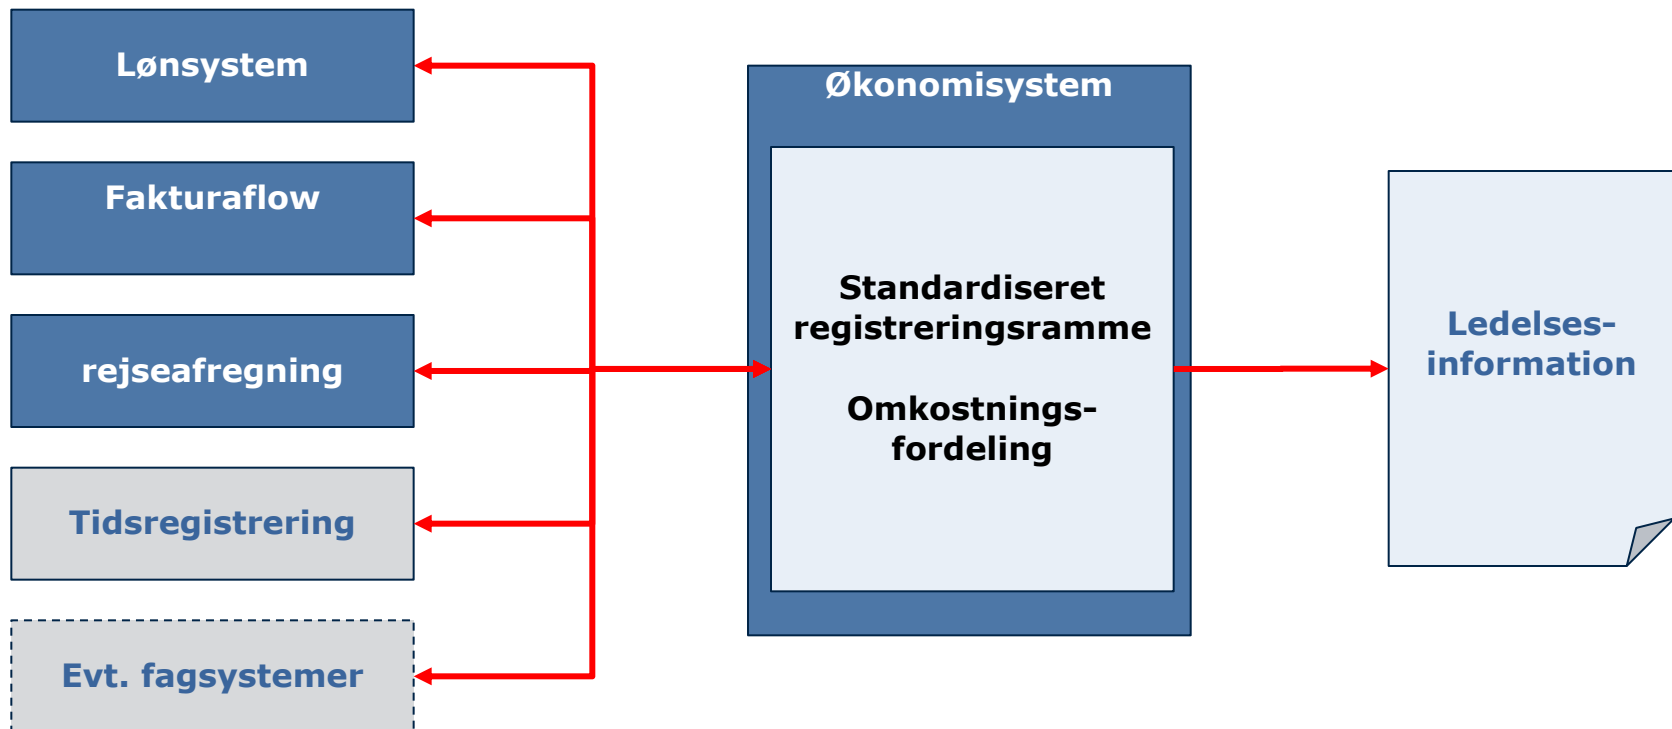 Lønsystem
Fakturaflow
rejseafregning
Tidsregistrering
Evt. fagsystemer
Økonomisystem
Standardiseret
registreringsramme
Omkostnings-
fordeling
Ledelses-
information